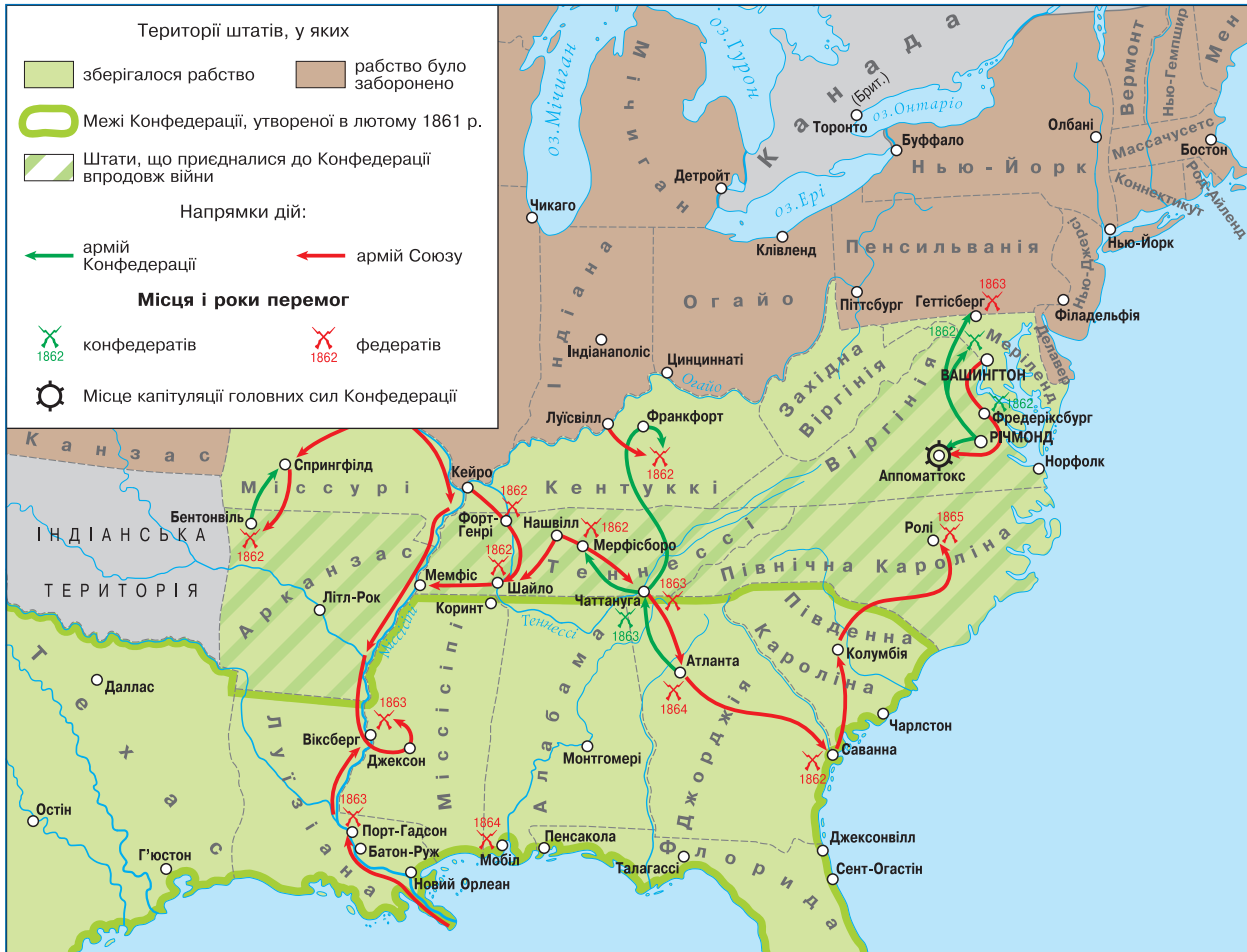 Території штатів, у яких
зберігалося рабство
рабство було
заборонено
Межі Конфедерації, утвореної в лютому 1861 р.
Штати, що приєдналися до Конфедерації
впродовж війни
Напрямки дій:
армій
Конфедерації
армій Союзу
Місця і роки перемог
1862
конфедератів
1862
федератів
Місце капітуляції головних сил Конфедерації
Канада
(Брит.)
оз.Мічиган
оз.Гурон
оз.Онтаріо
оз.Ері
Мічиган
Торонто
Буффало
Олбані
Вермонт
Нью-Гемпшир
Мен
Массачусетс
Бостон
Коннектикут
Род-Айленд
Нью-Йорк
Нью-Йорк
Детройт
Чикаго
Клівленд
Пенсильванія
Нью-Джерсі
Піттсбург
Геттісберг
1863
Філадельфія
Індіана
Огайо
Індіанаполіс
Цинциннаті
Огайо
1862
Меріленд
Делавер
ВАШИНГТОН
Західна
Віргінія
Віргінія
1862
Фредеріксбург
РІЧМОНД
Аппоматтокс
Норфолк
Луїсвілл
Франкфорт
1862
Канзас
Спрингфілд
Міссурі
Кейро
Кентуккі
Бентонвіль
1862
ІНДІАНСЬКА
ТЕРИТОРІЯ
1862
Форт-
Генрі
Нашвілл
1862
Мерфісборо
1862
Шайло
Теннессі
Ролі
1865
Північна Кароліна
Арканзас
Літл-Рок
Мемфіс
Коринт
Міссісіпі
Теннессі
Чаттануга
1863
1863
Південна
Кароліна
Колумбія
Атланта
1864
Чарлстон
Саванна
1862
Техас
Даллас
Остін
Г’юстон
Луїзіана
1863
Віксберг
Джексон
Міссісіпі
Алабама
Монтгомері
Джорджія
1863
Порт-Гадсон
Батон-Руж
Новий Орлеан
1864
Мобіл
Пенсакола
Талагассі
Флорида
Джексонвілл
Сент-Огастін